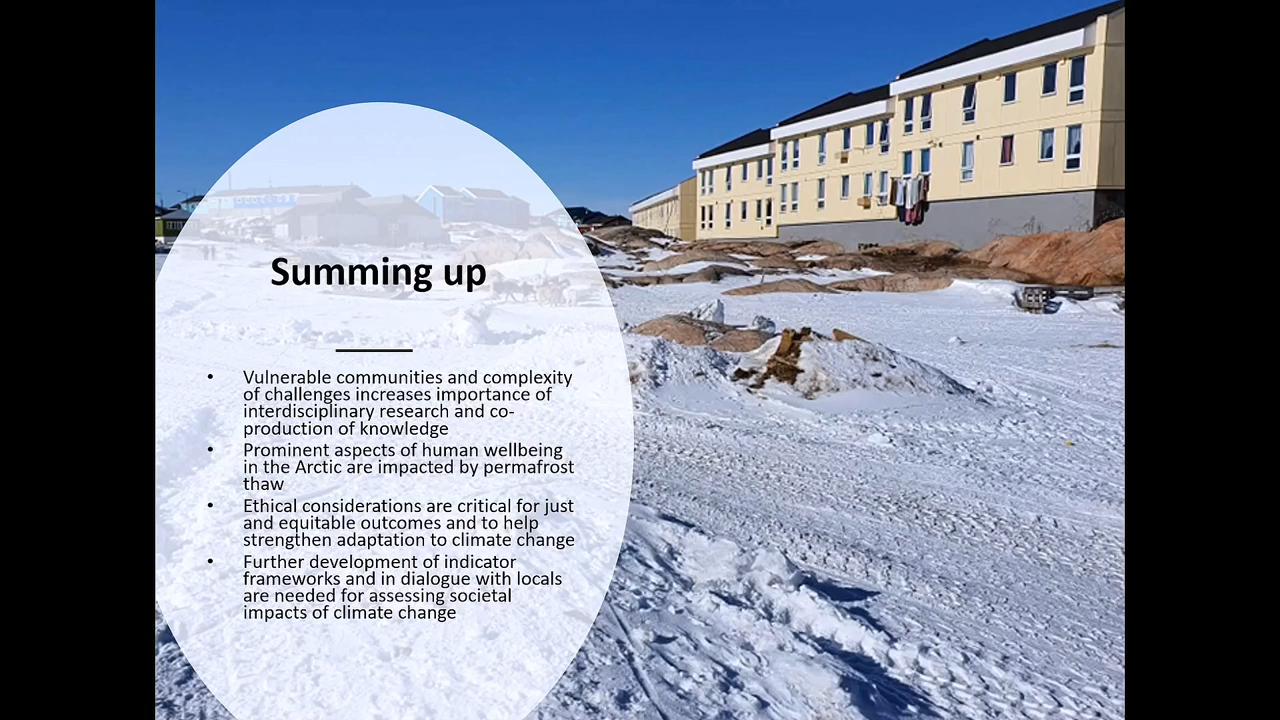 Summing up
• Vulnerable communities and complexity
of challenges increases importance of
interdisciplinary research and co-
production of knowledge
• Prominent aspects of human wellbeing
in the Arctic are impacted by permafrost
thaw
• Ethical considerations are critical for just
and equitable outcomes and to help
strengthen adaptation to climate change
• Further development of indicator
frameworks and in dialogue with locals
are needed for assessing societal
impacts of climate change